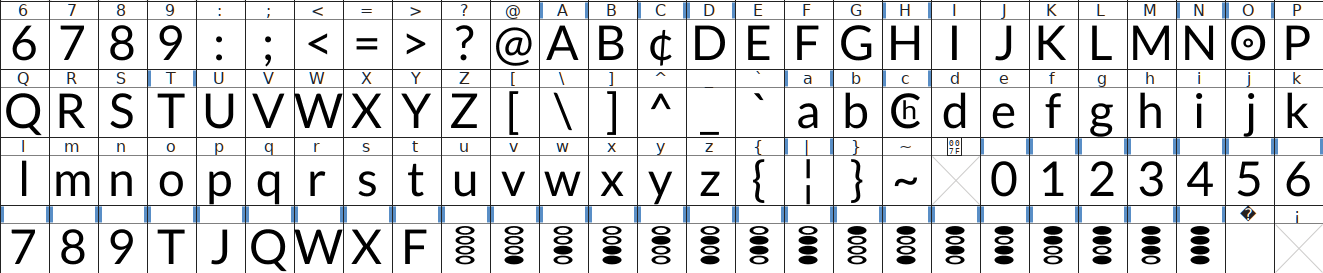 6 7 8 9 : ; < = > ? @ A B C D E F G H I J K L M N O P
6 7 8 9 : ; < = > ? @ A B ¢ D E F G H I J K L M N ʘ P
Q R S T U V W X Y Z [ \ ] ^ _ ` a b c d e f g h i j k
Q R S T U V W X Y Z [ \ ] ^ _ ` a b Ch d e f g h i j k
l m n o p q r s t u v w x y z { | } ~ 007F
l m n o p q r s t u v w x y z { ¦ } ~ 0 1 2 3 4 5 6
� ¡
7 8 9 T J Q W X F